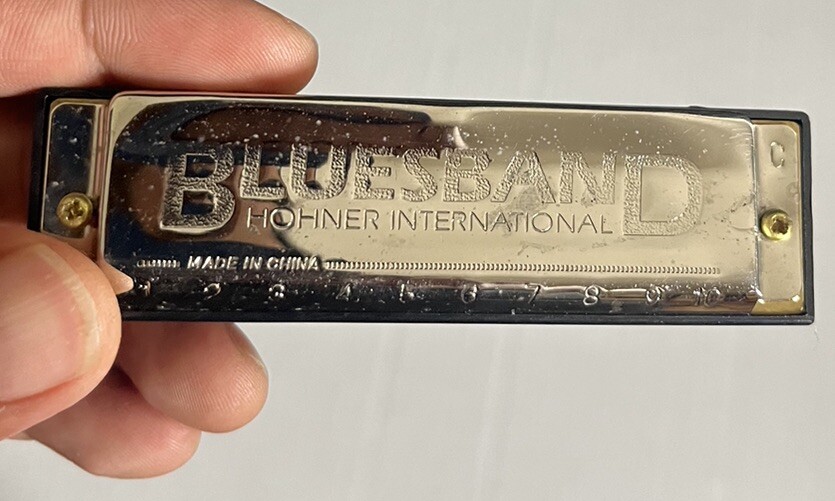 BLUESBAND
HOHNER INTERNATIONAL
MADE IN CHINA
1 2 3 4 5 6 7 8 9 10
C